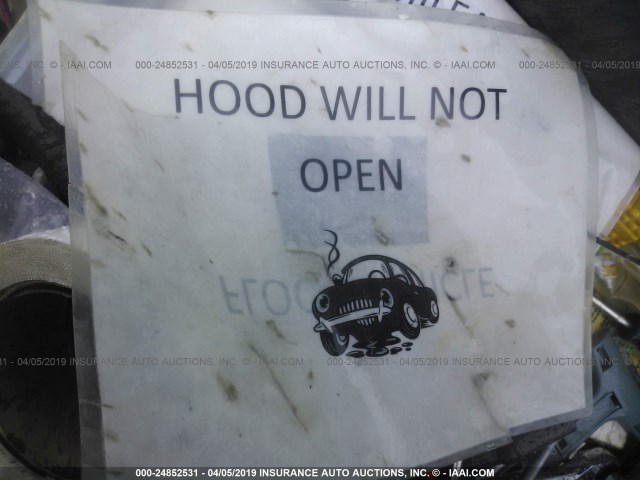 000-24852531 - 04/05/2019 INSURANCE AUTO AUCTIONS, INC. © - IAAI.COM
HOOD WILL NOT
OPEN
000-24852531 - 04/05/2019 INSURANCE AUTO AUCTIONS, INC. © - IAAI.COM
000-24852531 - 04/05/2019 INSURANCE AUTO AUCTIONS, INC. © - IAAI.COM